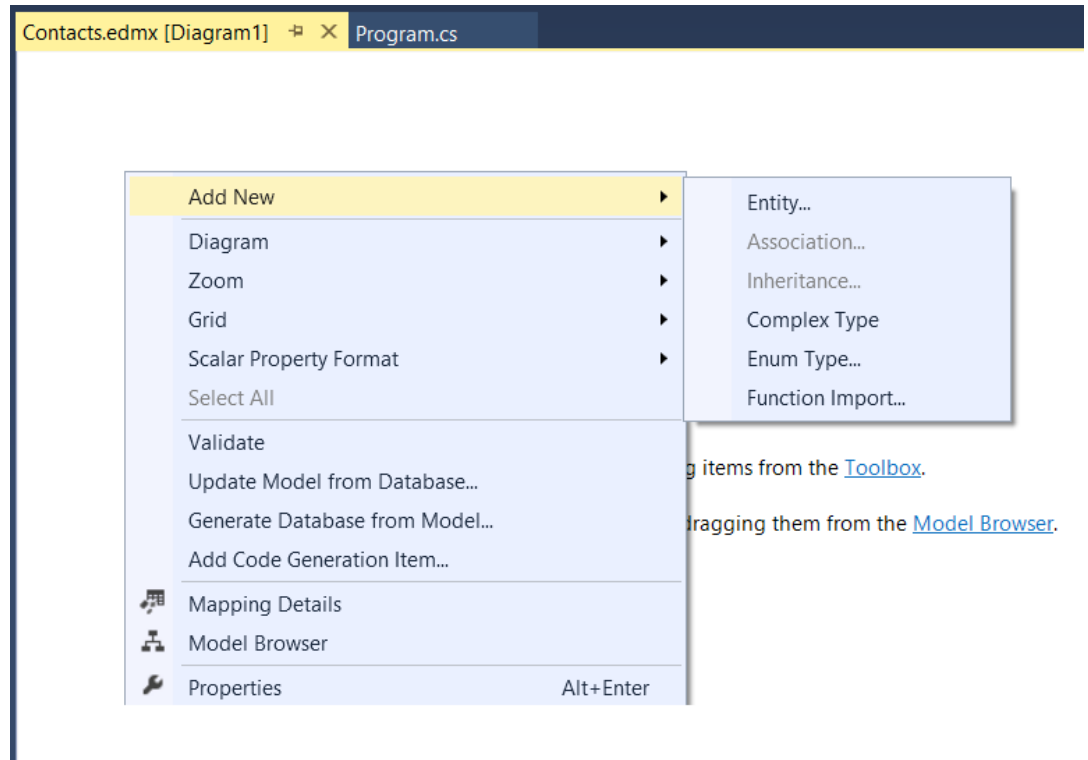 Contacts.edmx [Diagram1] Program.cs
Add New
Diagram
Zoom
Grid
Scalar Property Format
Select All
Validate
Update Model from Database...
Generate Database from Model...
Add Code Generation Item...
Mapping Details
Model Browser
Properties Alt+Enter
Entity...
Association...
Inheritance...
Complex Type
Enum Type...
Function Import...
items from the Toolbox.
dragging them from the Model Browser.